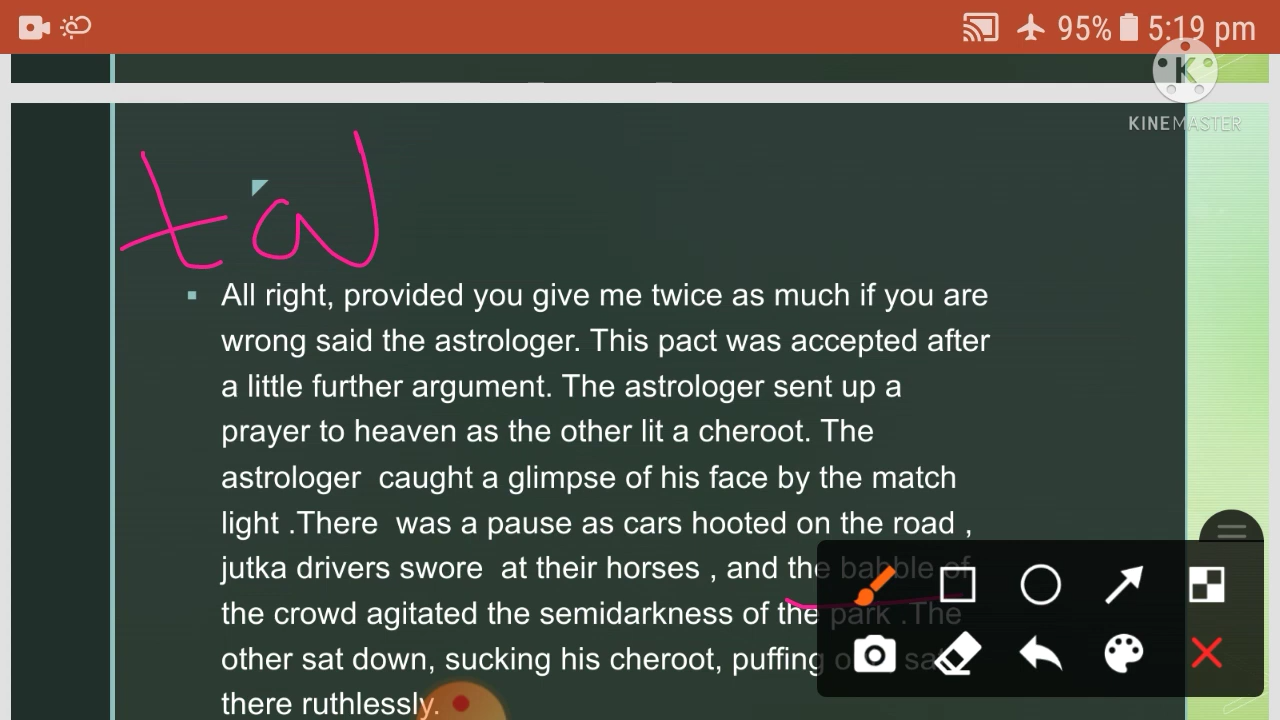 95% 5:19 pm
K
KINEMASTER
tal
All right, provided you give me twice as much if you are
wrong said the astrologer. This pact was accepted after
a little further argument. The astrologer sent up a
prayer to heaven as the other lit a cheroot. The
astrologer caught a glimpse of his face by the match
light .There was a pause as cars hooted on the road ,
jutka drivers swore at their horses , and the babble of
the crowd agitated the semidarkness of the park .The
other sat down, sucking his cheroot, puffing
there ruthlessly.